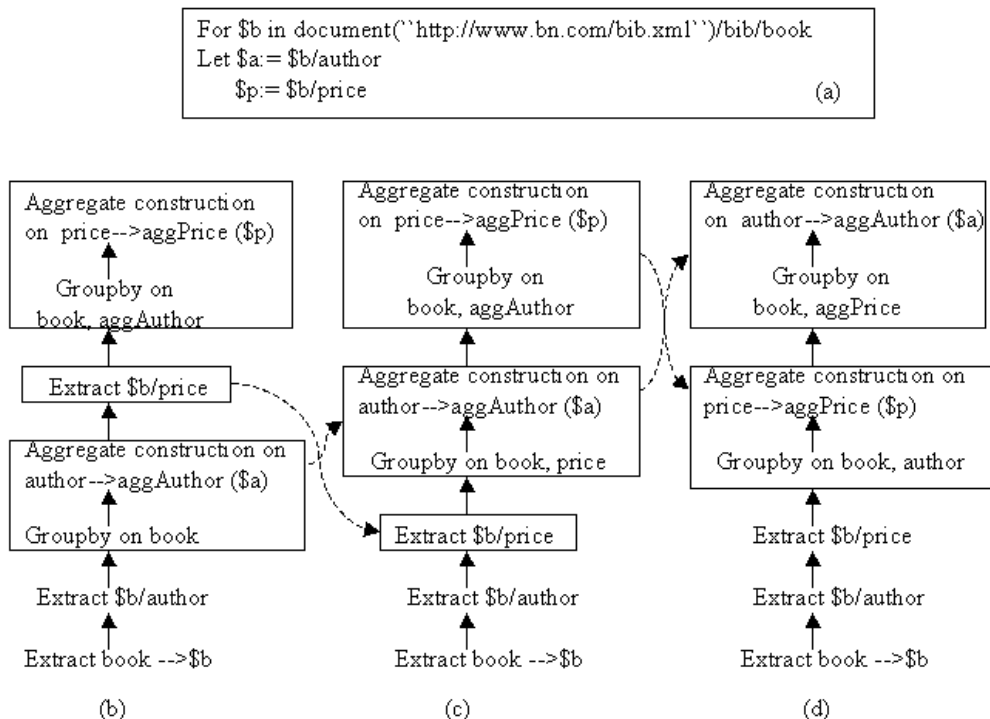 For $b in document(``http://www.bn.com/bib.xml``)/bib/book
Let $a:= $b/author
$p:= $b/price
(a)
Aggregate construction
on price-->aggPrice ($p)
Groupby on
book, aggAuthor
Extract $b/price
Aggregate construction on
author-->aggAuthor ($a)
Groupby on book
Extract $b/author
Extract book -->$b
(b)
Aggregate construction
on price-->aggPrice ($p)
Groupby on
book, aggAuthor
Aggregate construction on
author-->aggAuthor ($a)
Groupby on book, price
Extract $b/price
Extract $b/author
Extract book -->$b
(c)
Aggregate construction
on author-->aggAuthor ($a)
Groupby on
book, aggPrice
Aggregate construction on
price-->aggPrice ($p)
Groupby on book, author
Extract $b/price
Extract $b/author
Extract book -->$b
(d)